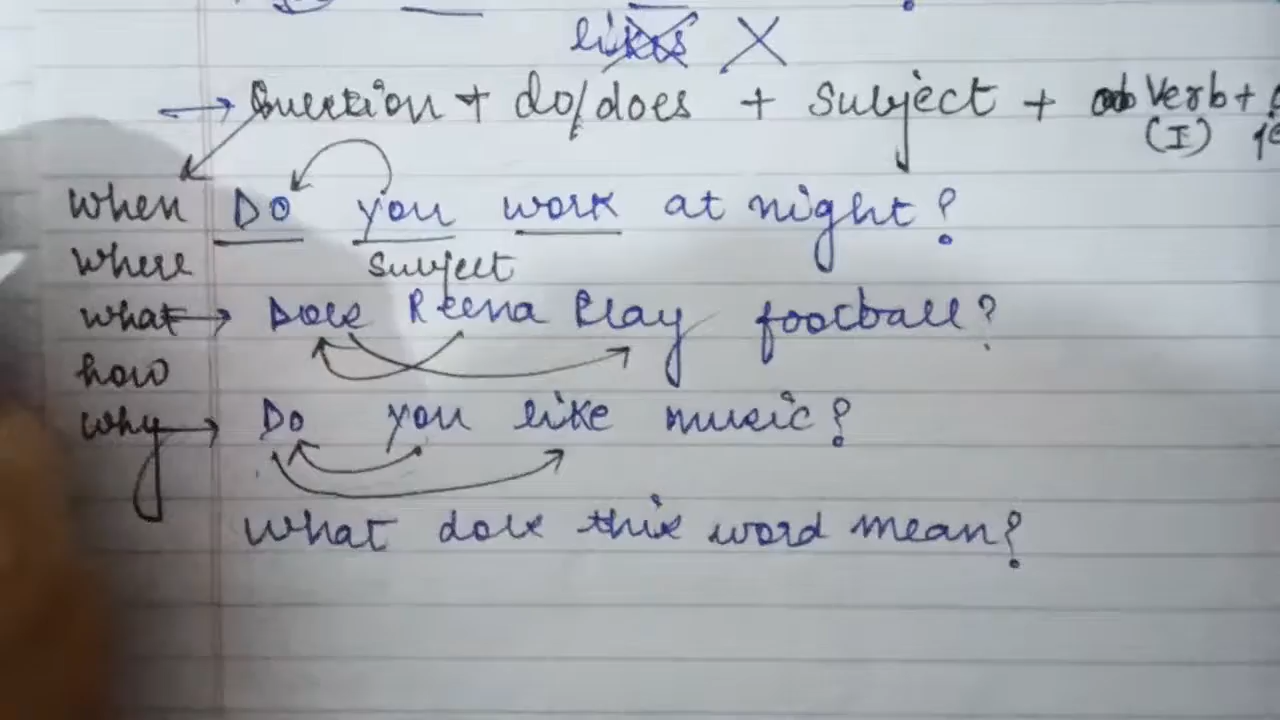 likes X
→ Question + do/does + Subject + Verb +
(I)
When Do you work at night?
where subject
what → Does Reena Play football?
how
why → Do you like music?
What does this word mean?